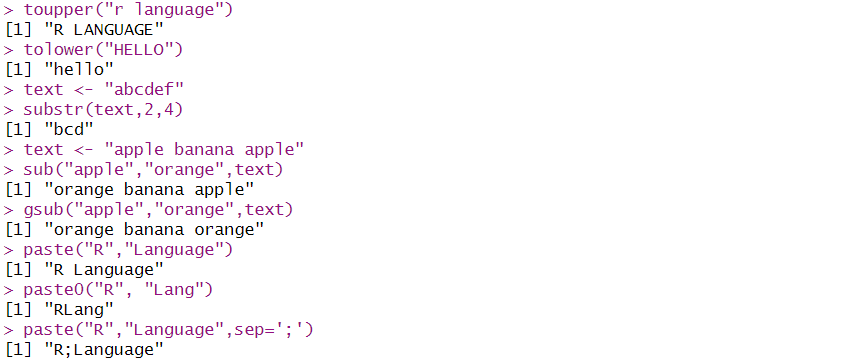 > toupper("r language")
[1] "R LANGUAGE"
> tolower("HELLO")
[1] "hello"
> text <- "abcdef"
> substr(text,2,4)
[1] "bcd"
> text <- "apple banana apple"
> sub("apple","orange",text)
[1] "orange banana apple"
> gsub("apple","orange",text)
[1] "orange banana orange"
> paste("R","Language")
[1] "R Language"
> paste0("R", "Lang")
[1] "RLang"
> paste("R","Language",sep=';')
[1] "R;Language"